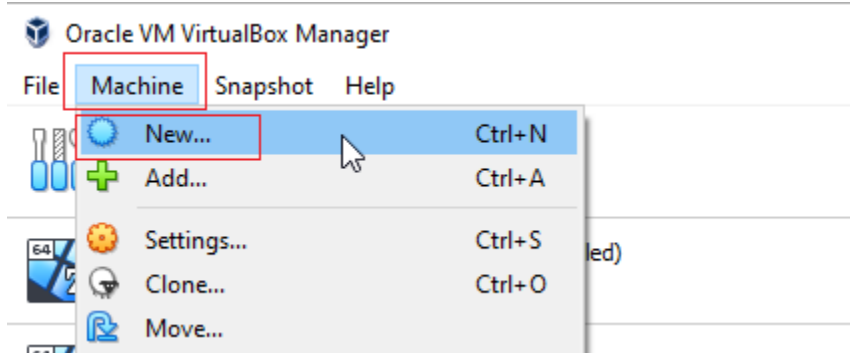 Oracle VM VirtualBox Manager
File Machine Snapshot Help
New... Ctrl+N
Add... Ctrl+A
Settings... Ctrl+S
64 led)
Clone... Ctrl+O
Move...